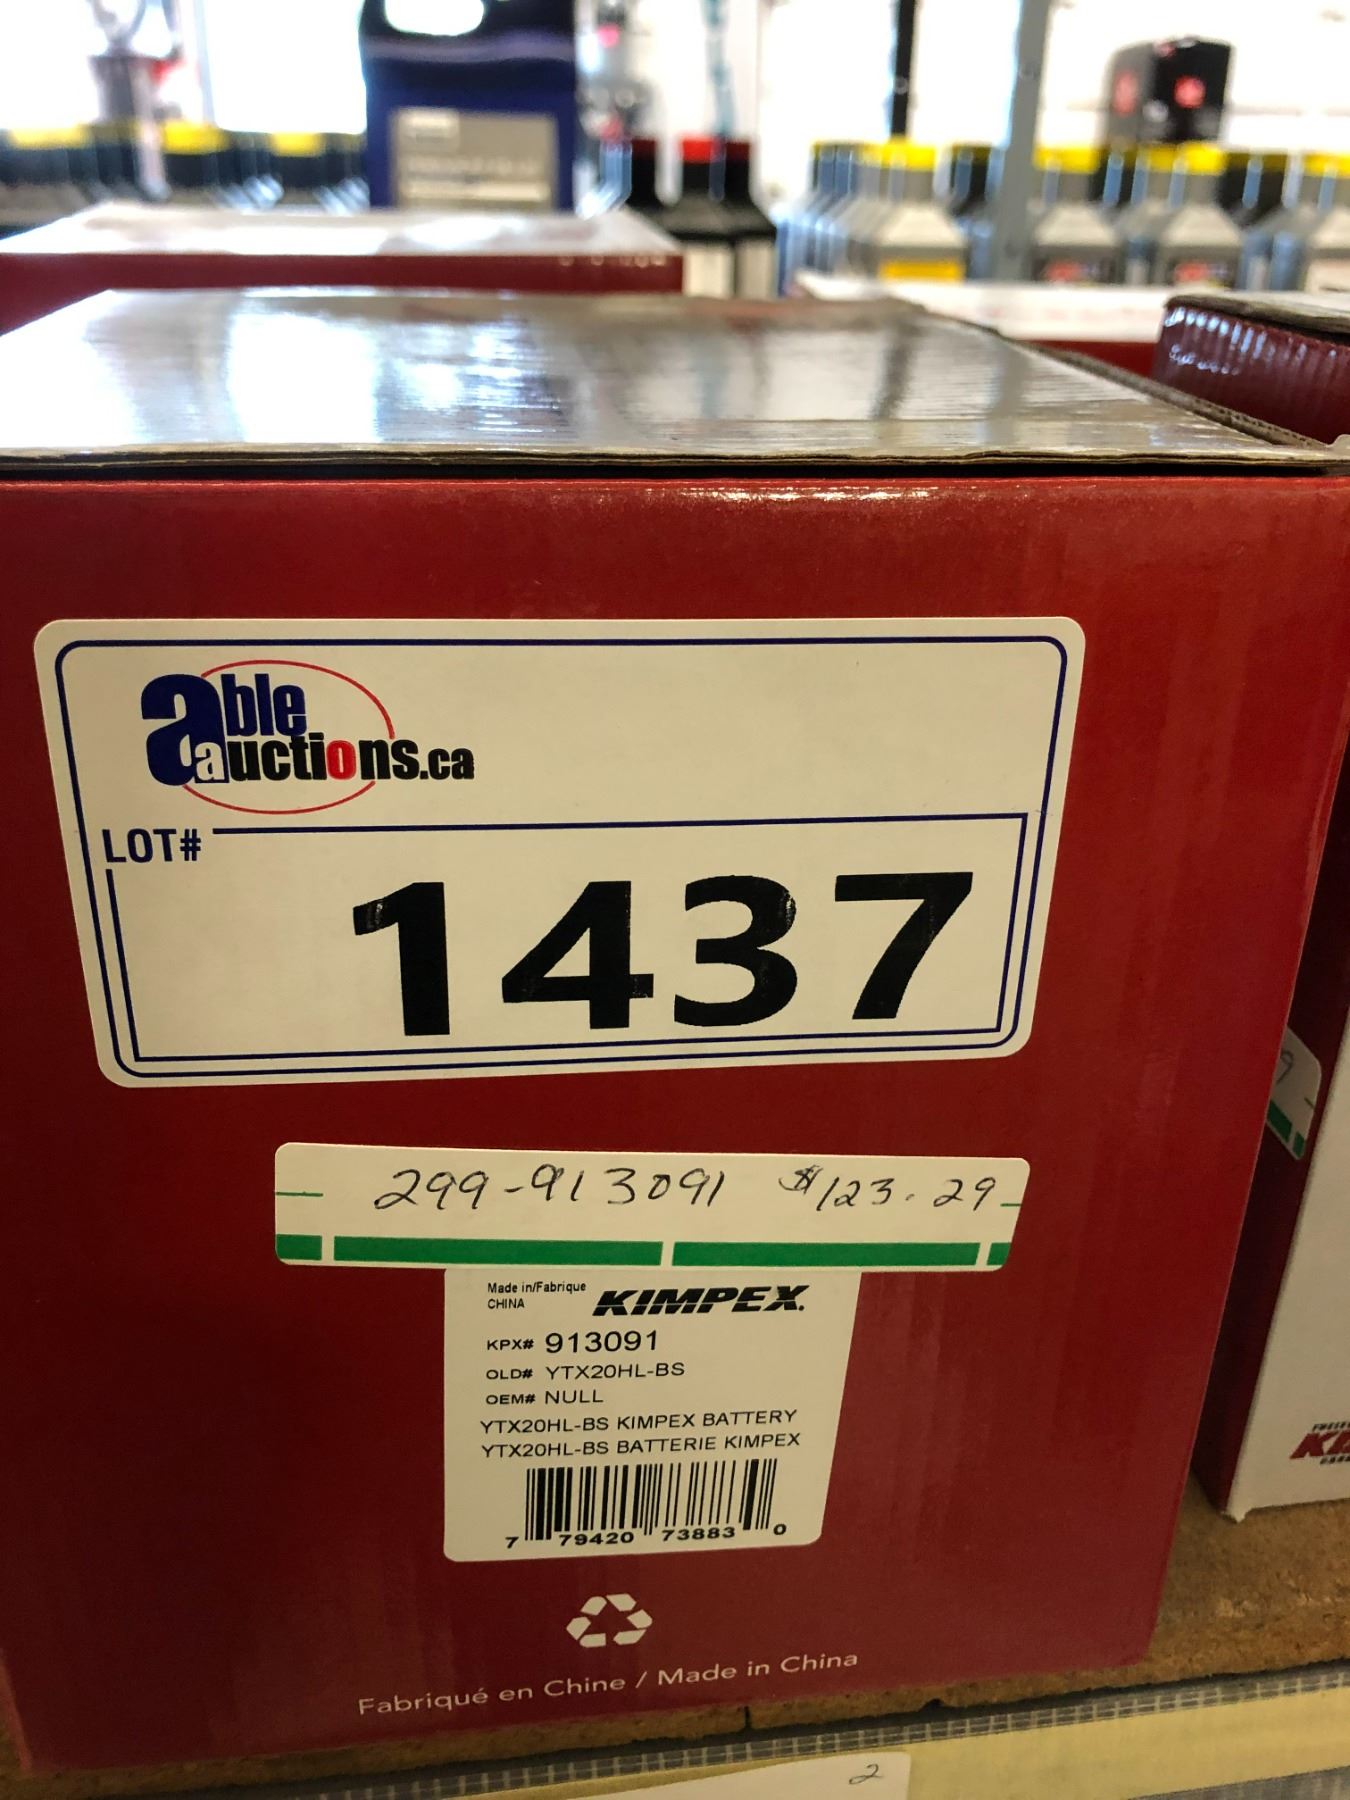 able
auctions.ca
LOT#
1437
299-913091 $123.29
Made in/Fabrique
CHINA
KIMPEX
KPX# 913091
OLD# YTX20HL-BS
OEM# NULL
YTX20HL-BS KIMPEX BATTERY
YTX20HL-BS BATTERIE KIMPEX
7 79420 73883 0
Fabriqué en Chine / Made in China
2